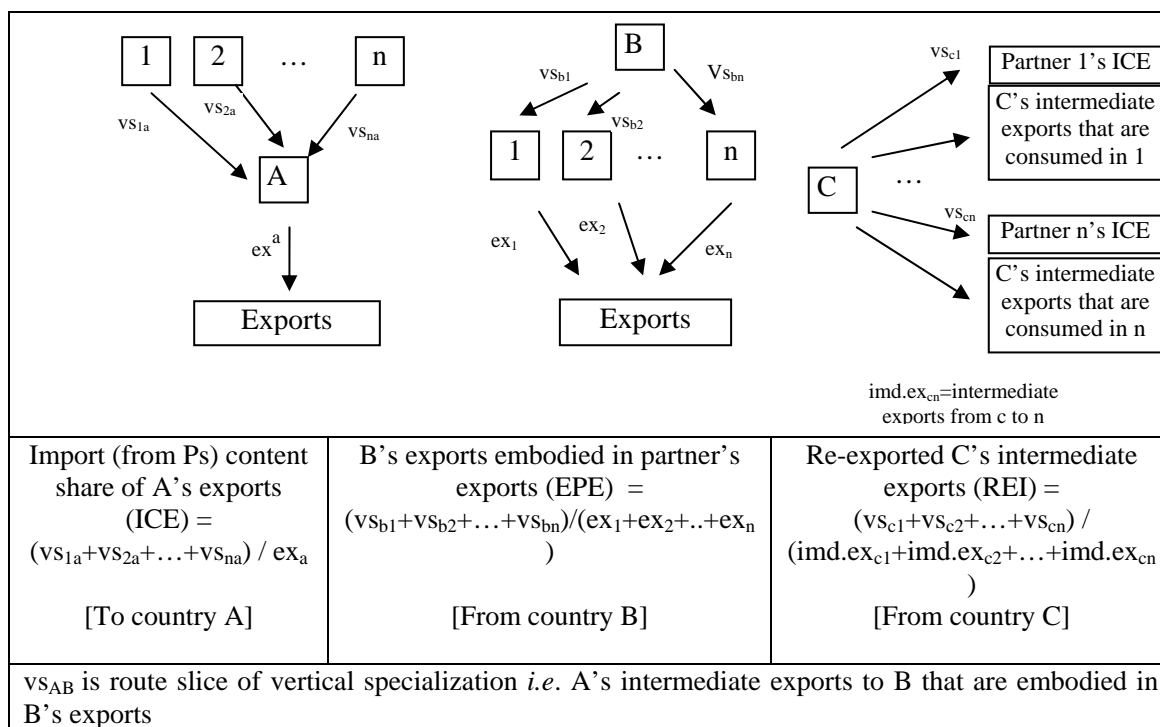 1 2 … n
vs1a
vs2a
vsna
A
ex^a
Exports
B
vsb1
Vsbn
vsb2
1 2 … n
ex1
ex2
exn
Exports
vsc1
Partner 1's ICE
C's intermediate
exports that are
consumed in 1
C
…
vscn
Partner n's ICE
C's intermediate
exports that are
consumed in n
imd.excn=intermediate
exports from c to n
Import (from Ps) content
share of A's exports
(ICE) =
(vs1a+vs2a+…+vsna) / exa
[To country A]
B's exports embodied in partner's
exports (EPE) =
(vsb1+vsb2+…+vsbn)/(ex1+ex2+..+exn
)
[From country B]
Re-exported C's intermediate
exports (REI) =
(vsc1+vsc2+…+vscn) /
(imd.exc1+imd.exc2+…+imd.excn
)
[From country C]
vsAB is route slice of vertical specialization i.e. A's intermediate exports to B that are embodied in
B's exports